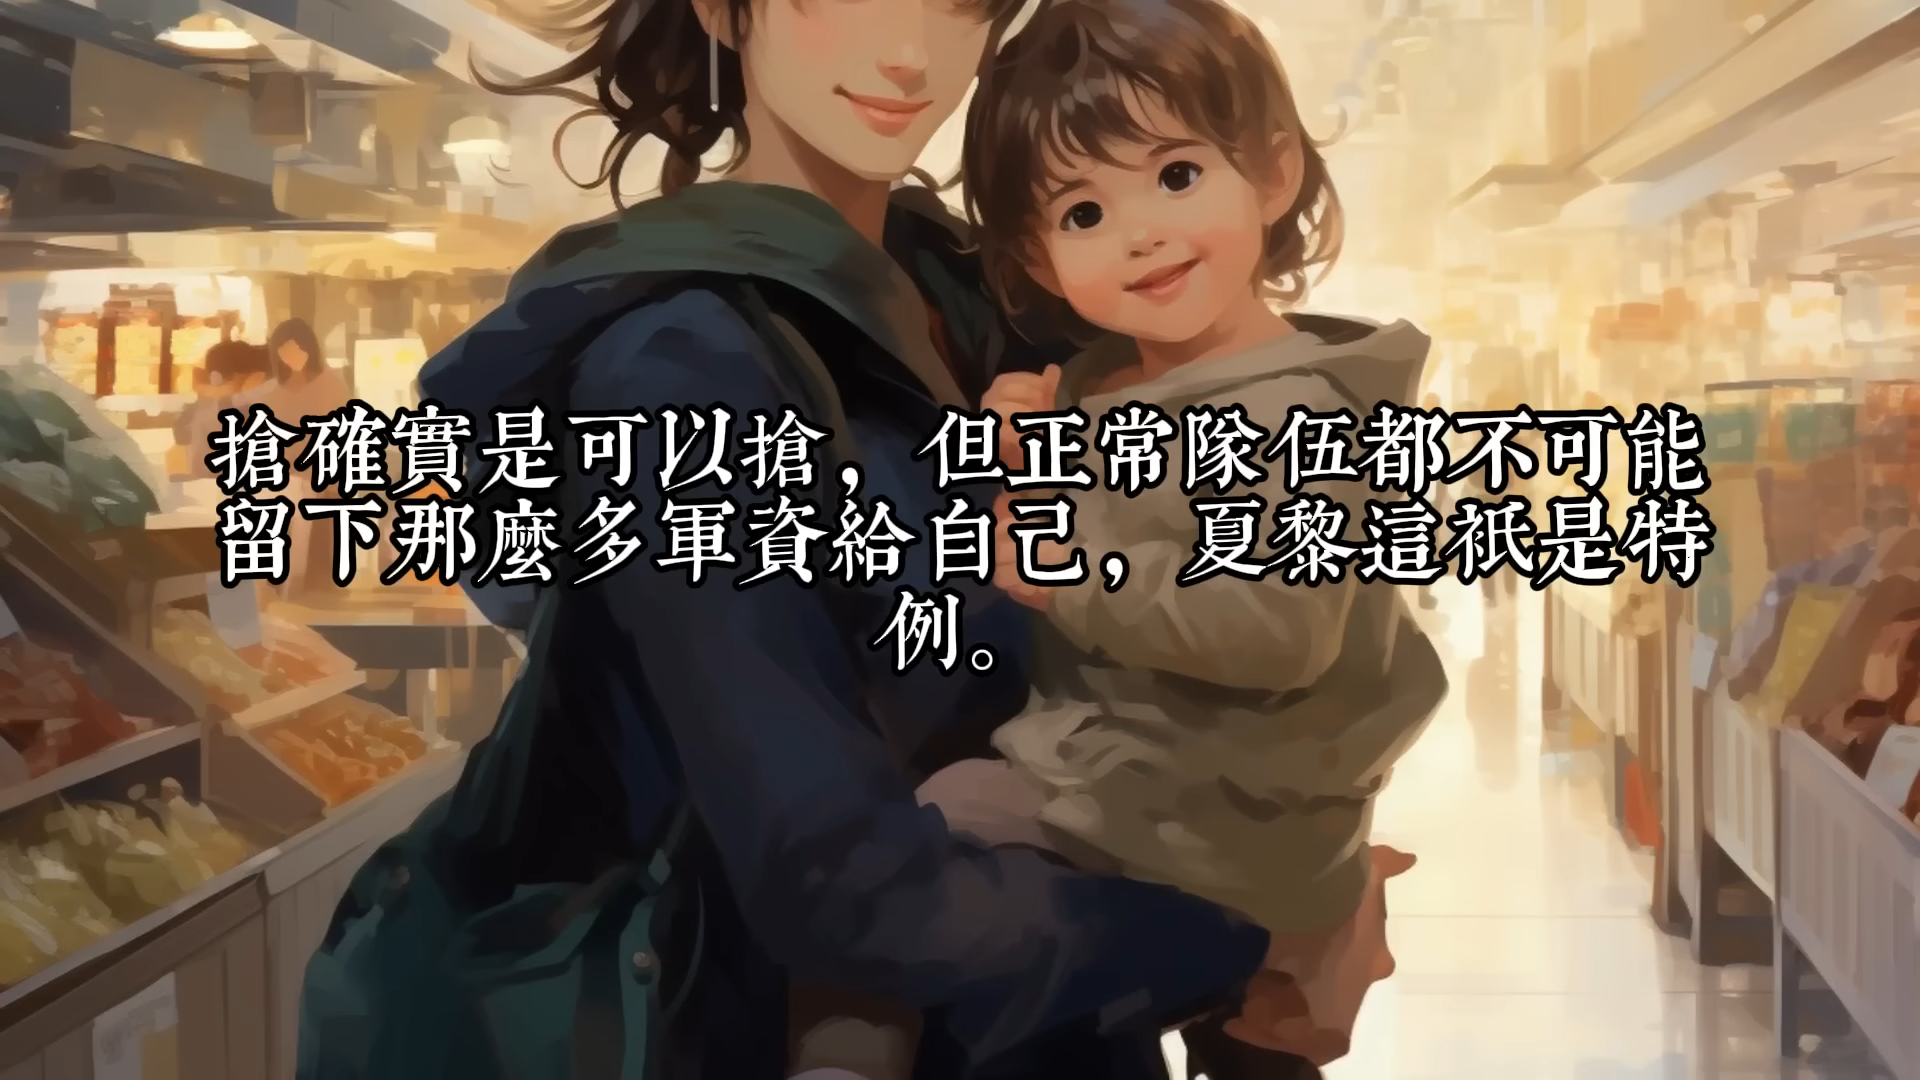 搶確實是可以搶，但正常隊伍都不可能
留下那麼多軍資給自己，夏黎這祇是特
例。